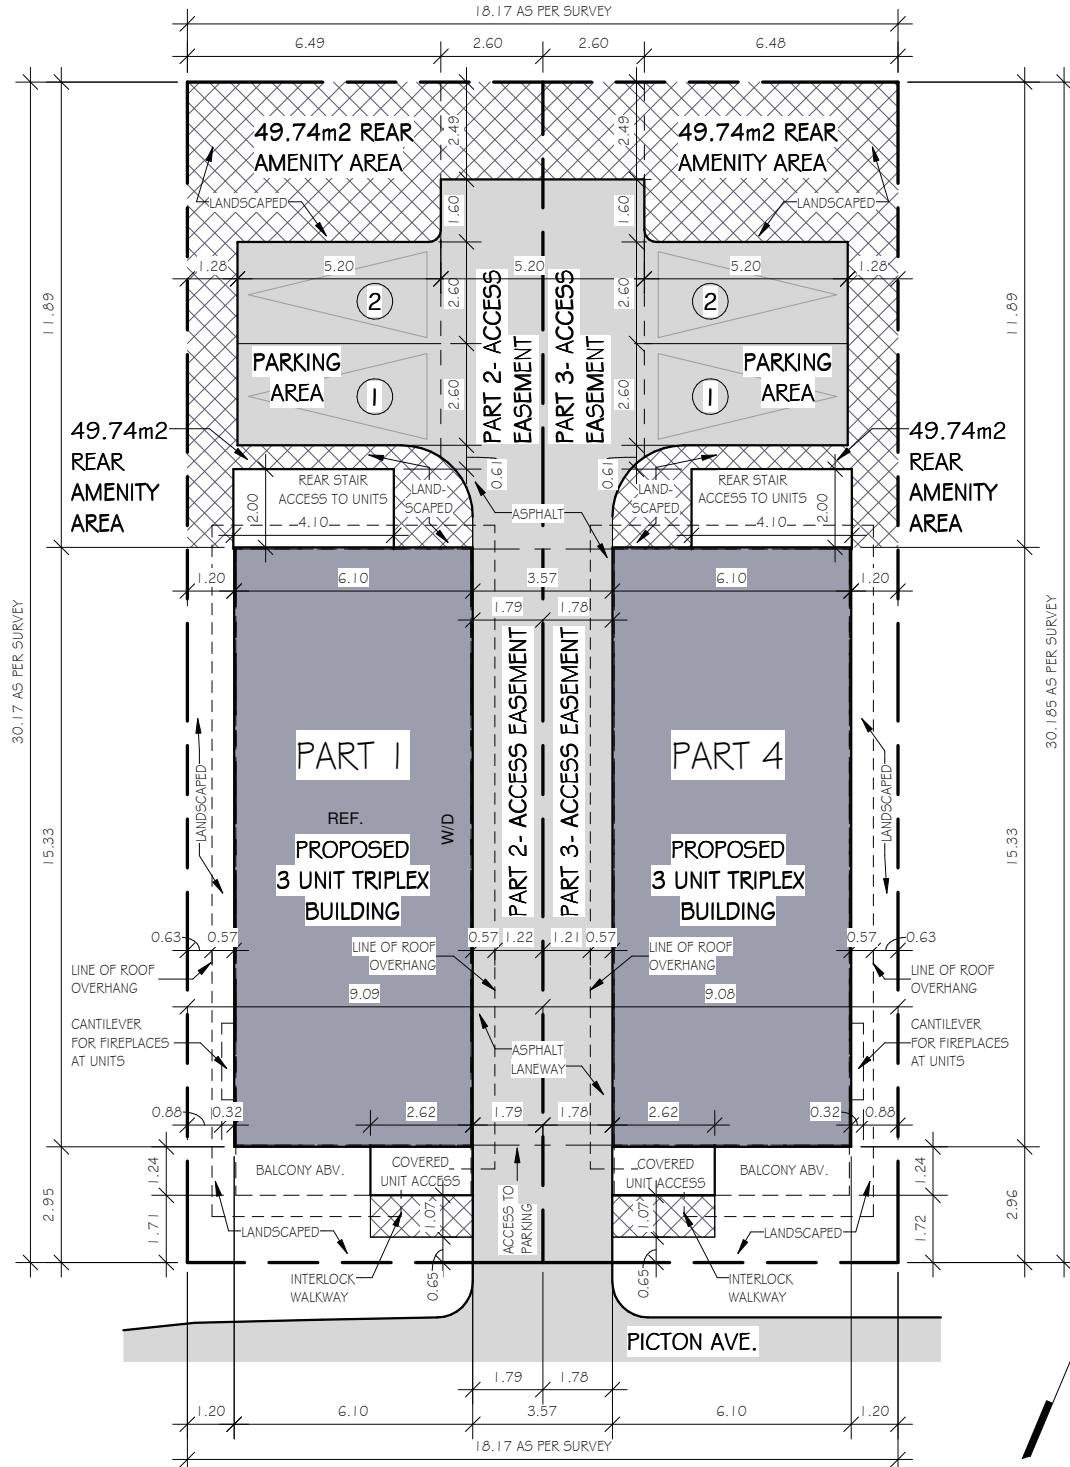 18.17 AS PER SURVEY
6.49
2.60
2.60
6.48
49.74m2 REAR
AMENITY AREA
49.74m2 REAR
AMENITY AREA
2.49
2.49
LANDSCAPED
LANDSCAPED
1.60
1.60
1.28
5.20
5.20
5.20
1.28
2
2
2.60
2.60
11.89
11.89
PART 2- ACCESS
EASEMENT
PART 3- ACCESS
EASEMENT
PARKING
AREA
PARKING
AREA
1
1
2.60
2.60
49.74m2
REAR
AMENITY
AREA
49.74m2
REAR
AMENITY
AREA
0.61
0.61
REAR STAIR
ACCESS TO UNITS
REAR STAIR
ACCESS TO UNITS
LAND-
SCAPED
LAND-
SCAPED
2.00
2.00
4.10
4.10
ASPHALT
1.20
6.10
3.57
6.10
1.20
1.79
1.78
30.17 AS PER SURVEY
30.185 AS PER SURVEY
PART 2- ACCESS EASEMENT
PART 3- ACCESS EASEMENT
PART 1
PART 4
LANDSCAPED
LANDSCAPED
REF.
W/D
15.33
15.33
PROPOSED
3 UNIT TRIPLEX
BUILDING
PROPOSED
3 UNIT TRIPLEX
BUILDING
0.63
0.57
0.57
1.22
1.21
0.57
0.57
0.63
LINE OF ROOF
OVERHANG
LINE OF ROOF
OVERHANG
LINE OF ROOF
OVERHANG
LINE OF ROOF
OVERHANG
9.09
9.08
CANTILEVER
FOR FIREPLACES
AT UNITS
CANTILEVER
FOR FIREPLACES
AT UNITS
ASPHALT
LANEWAY
0.88
0.32
2.62
1.79
1.78
2.62
0.32
0.88
BALCONY ABV.
COVERED
UNIT ACCESS
COVERED
UNIT ACCESS
BALCONY ABV.
1.24
1.24
2.95
2.96
1.71
1.72
1.07
1.07
ACCESS TO
PARKING
LANDSCAPED
LANDSCAPED
0.65
0.65
INTERLOCK
WALKWAY
INTERLOCK
WALKWAY
PICTON AVE.
1.79
1.78
1.20
6.10
3.57
6.10
1.20
18.17 AS PER SURVEY